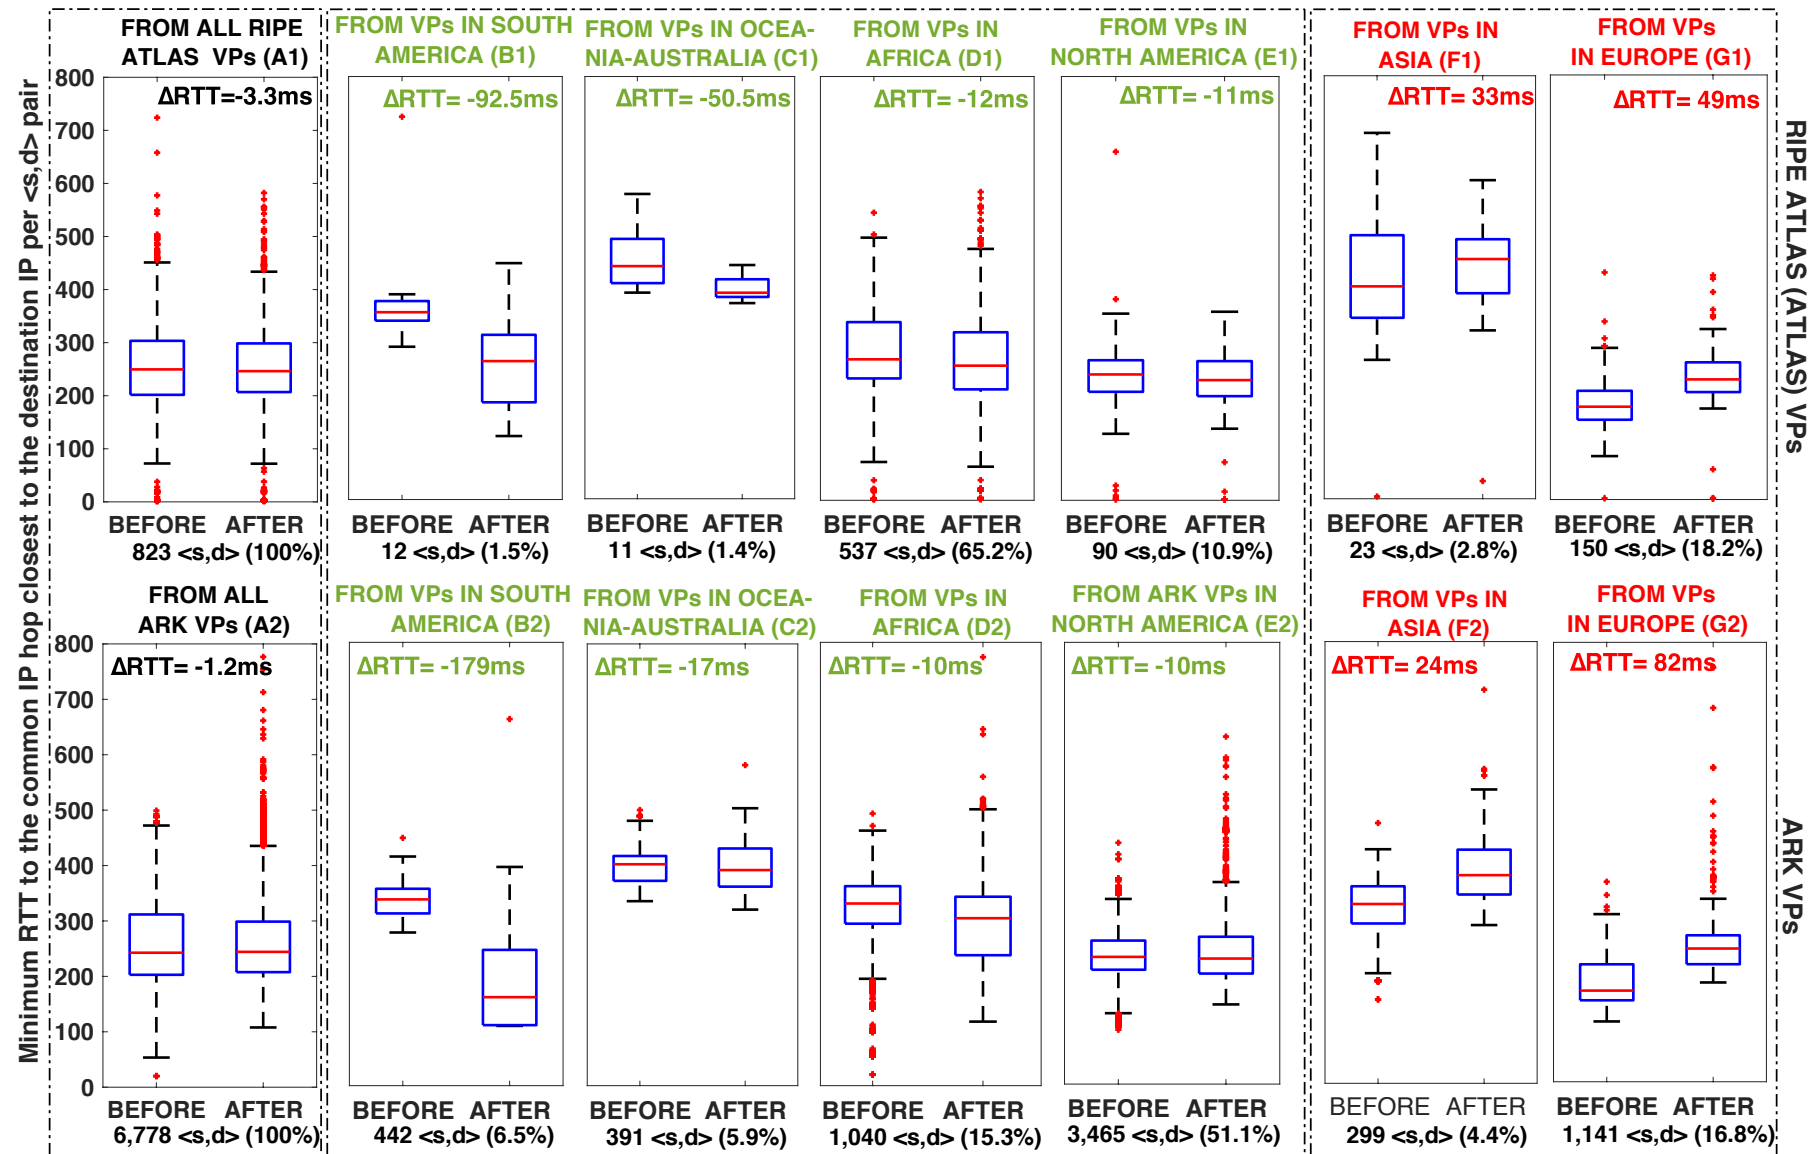 FROM ALL RIPE
ATLAS VPs (A1)
FROM VPs IN SOUTH
AMERICA (B1)
FROM VPs IN OCEA-
NIA-AUSTRALIA (C1)
FROM VPs IN
AFRICA (D1)
FROM VPs IN
NORTH AMERICA (E1)
FROM VPs IN
ASIA (F1)
FROM VPs
IN EUROPE (G1)
ΔRTT=-3.3ms
ΔRTT= -92.5ms
ΔRTT= -50.5ms
ΔRTT= -12ms
ΔRTT= -11ms
ΔRTT= 33ms
ΔRTT= 49ms
800
700
600
500
400
300
200
100
0
BEFORE AFTER
823 <s,d> (100%)
BEFORE AFTER
12 <s,d> (1.5%)
BEFORE AFTER
11 <s,d> (1.4%)
BEFORE AFTER
537 <s,d> (65.2%)
BEFORE AFTER
90 <s,d> (10.9%)
BEFORE AFTER
23 <s,d> (2.8%)
BEFORE AFTER
150 <s,d> (18.2%)
RIPE ATLAS (ATLAS) VPs
Minimum RTT to the common IP hop closest to the destination IP per <s,d> pair
FROM ALL
ARK VPs (A2)
FROM VPs IN SOUTH
AMERICA (B2)
FROM VPs IN OCEA-
NIA-AUSTRALIA (C2)
FROM VPs IN
AFRICA (D2)
FROM ARK VPs IN
NORTH AMERICA (E2)
FROM VPs IN
ASIA (F2)
FROM VPs
IN EUROPE (G2)
ΔRTT= -1.2ms
ΔRTT= -179ms
ΔRTT= -17ms
ΔRTT= -10ms
ΔRTT= -10ms
ΔRTT= 24ms
ΔRTT= 82ms
800
700
600
500
400
300
200
100
0
BEFORE AFTER
6,778 <s,d> (100%)
BEFORE AFTER
442 <s,d> (6.5%)
BEFORE AFTER
391 <s,d> (5.9%)
BEFORE AFTER
1,040 <s,d> (15.3%)
BEFORE AFTER
3,465 <s,d> (51.1%)
BEFORE AFTER
299 <s,d> (4.4%)
BEFORE AFTER
1,141 <s,d> (16.8%)
ARK VPs